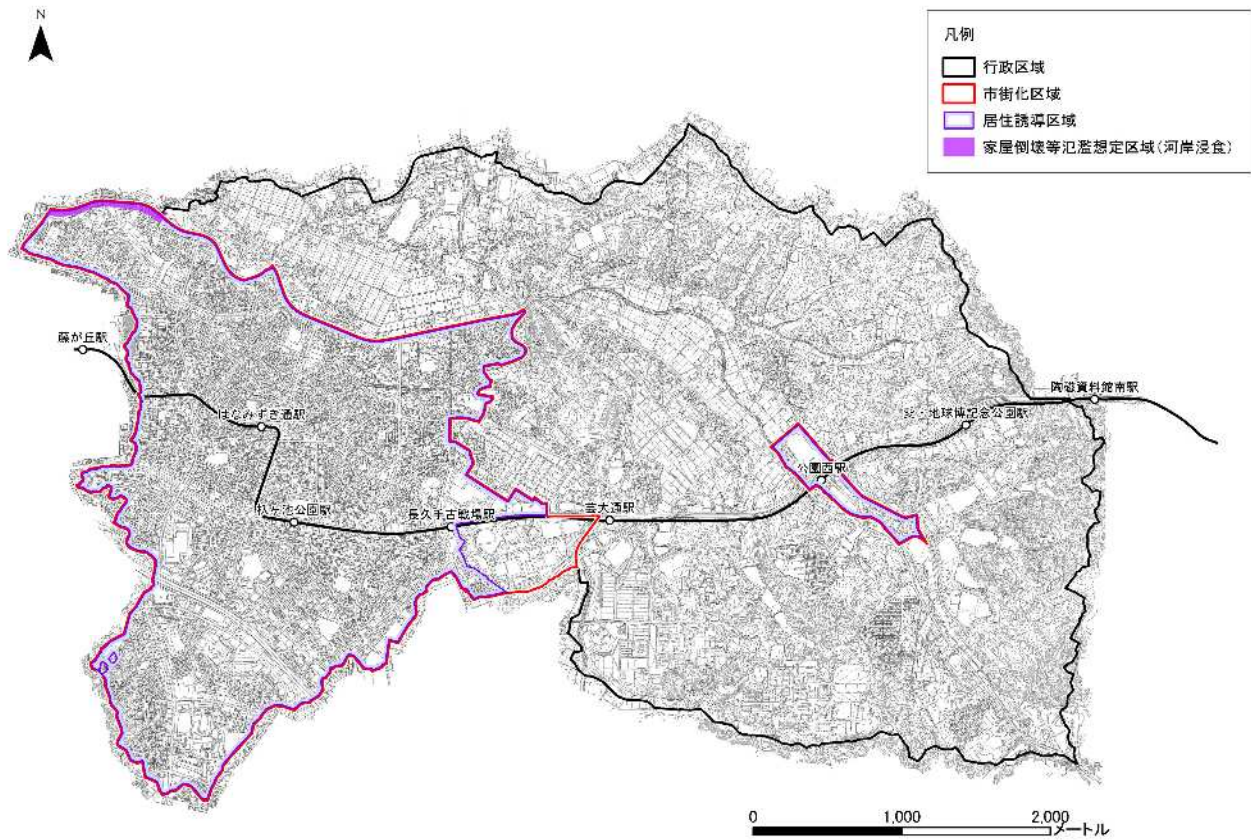 N
凡例
行政区域
市街化区域
居住誘導区域
家屋倒壊等氾濫想定区域(河岸浸食)
藤が丘駅
はなみずき通駅
陶磁資料館南駅
愛・地球博記念公園駅
公園西駅
杁ヶ池公園駅
長久手古戦場駅
芸大通駅
0 1,000 2,000
メートル